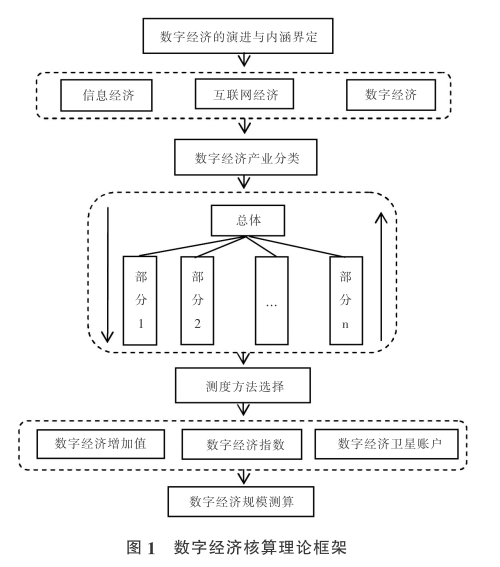 数字经济的演进与内涵界定
信息经济
互联网经济
数字经济
数字经济产业分类
总体
部分1
部分2
…
部分n
测度方法选择
数字经济增加值
数字经济指数
数字经济卫星账户
数字经济规模测算
图1 数字经济核算理论框架